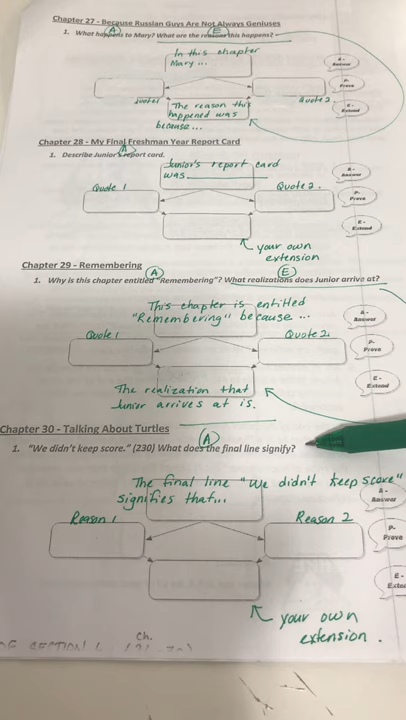 Chapter 27 - Because Russian Guys Are Not Always Geniuses
A E
1. What happens to Mary? What are the reasons this happens?
In this chapter
Mary...
A -
Answer
P-
Prove
Quote 1
The reason this
Quote 2
E -
Extend
happened was
because...
Chapter 28 - My Final Freshman Year Report Card
A
1. Describe Junior's report card.
Junior's report card
was
A -
Answer
Quote 1
Quote 2.
P-
Prove
E -
Extend
your own
extension
Chapter 29 - Remembering
A E
1. Why is this chapter entitled "Remembering"? What realizations does Junior arrive at?
This chapter is entitled
"Remembering" because ...
A -
Answer
Quote 1
Quote 2
P-
Prove
The realization that
Junior arrives at is.
E -
Extend
Chapter 30 - Talking About Turtles
A
1. "We didn't keep score." (230) What does the final line signify?
The final line "We didn't keep score"
signifies that...
A -
Answer
Reason 1
Reason 2
P-
Prove
E -
Extend
your own
extension.
Ch.